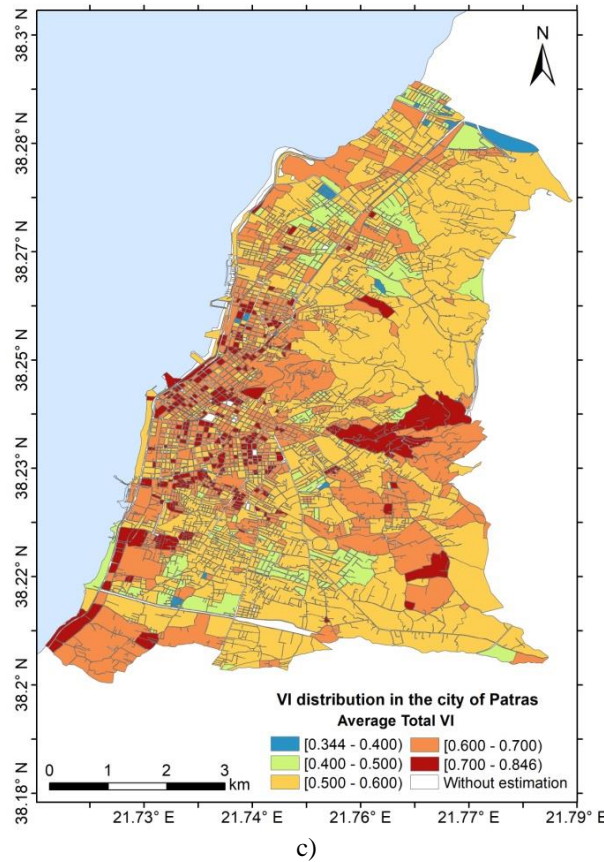 38.3° N
N
38.28° N
38.27° N
38.25° N
38.23° N
38.22° N
38.2° N
38.18° N
VI distribution in the city of Patras
Average Total VI
[0.344 - 0.400) [0.600 - 0.700)
[0.400 - 0.500) [0.700 - 0.846)
[0.500 - 0.600) Without estimation
0 1 2 3
km
21.73° E 21.74° E 21.76° E 21.77° E 21.79° E
c)